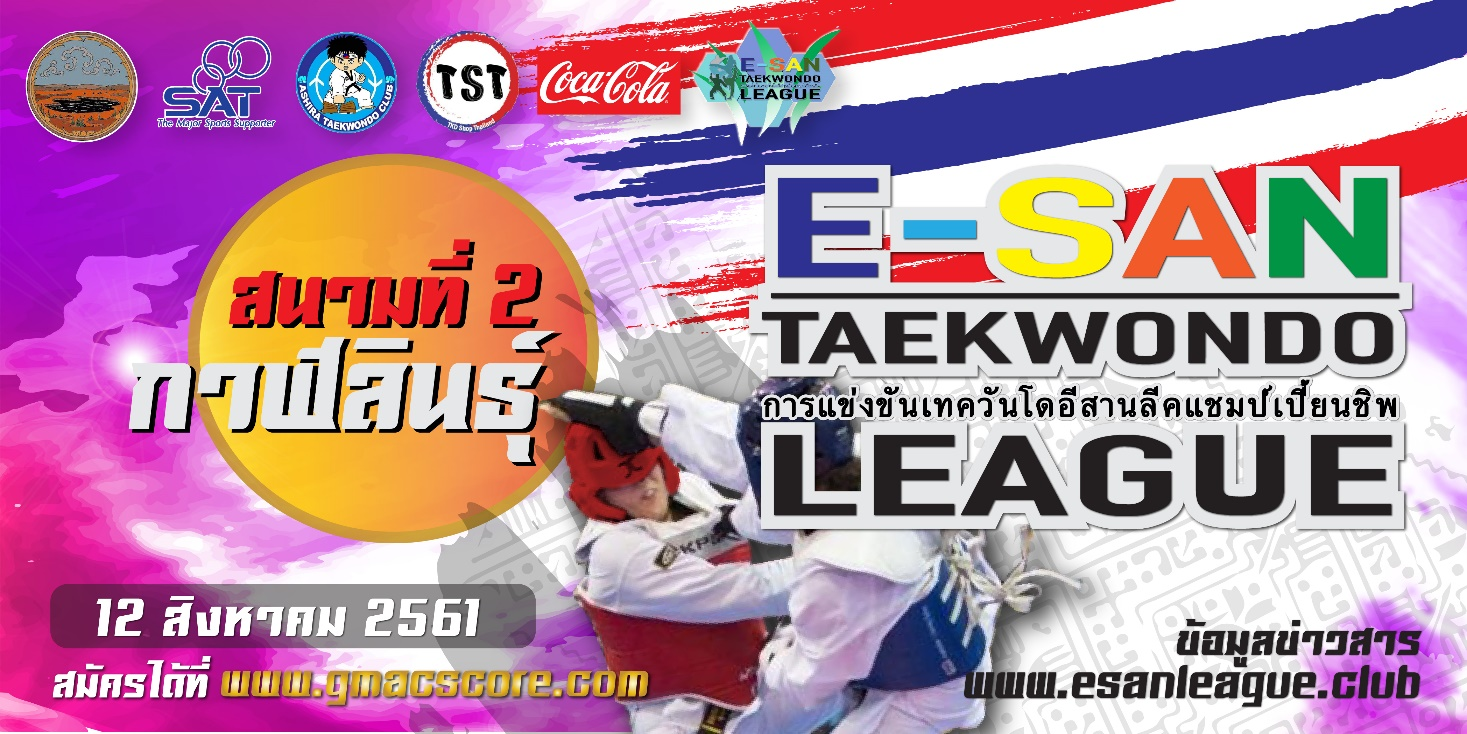 SAT
The Major Sports Supporter
ASHIRA TAEKWONDO CLUB
TST
TKD Shop Thailand
Coca-Cola
E-SAN
TAEKWONDO
LEAGUE
สนามที่ 2
กาฬสินธุ์
E-SAN
TAEKWONDO
การแข่งขันเทควันโดอีสานลีคแชมป์เปี้ยนชิพ
LEAGUE
12 สิงหาคม 2561
สมัครได้ที่ www.gmacscore.com
ข้อมูลข่าวสาร
www.esanleague.club